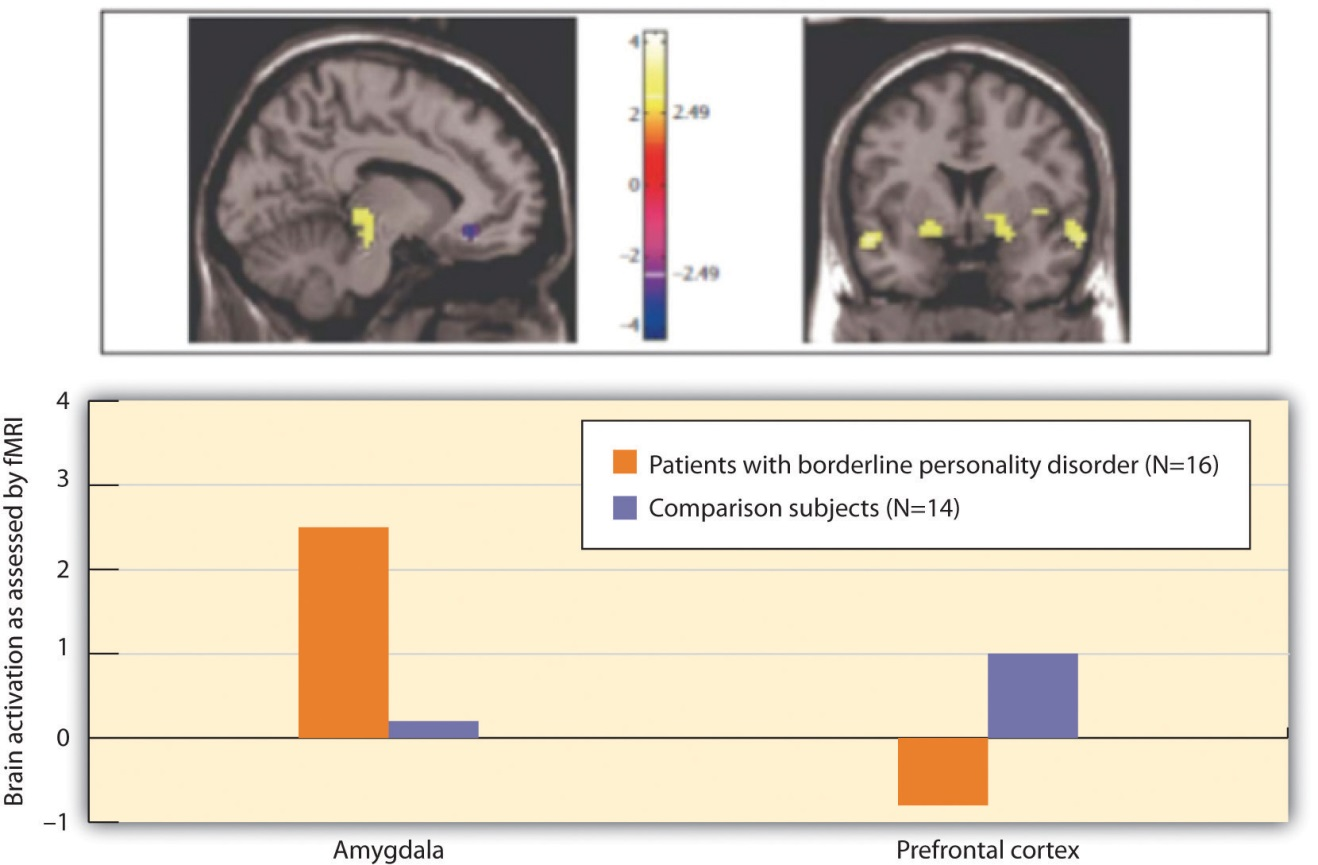 4
2
2.49
0
−2
−2.49
−4
Brain activation as assessed by fMRI
4
3
2
1
0
−1
Patients with borderline personality disorder (N=16)
Comparison subjects (N=14)
Amygdala
Prefrontal cortex